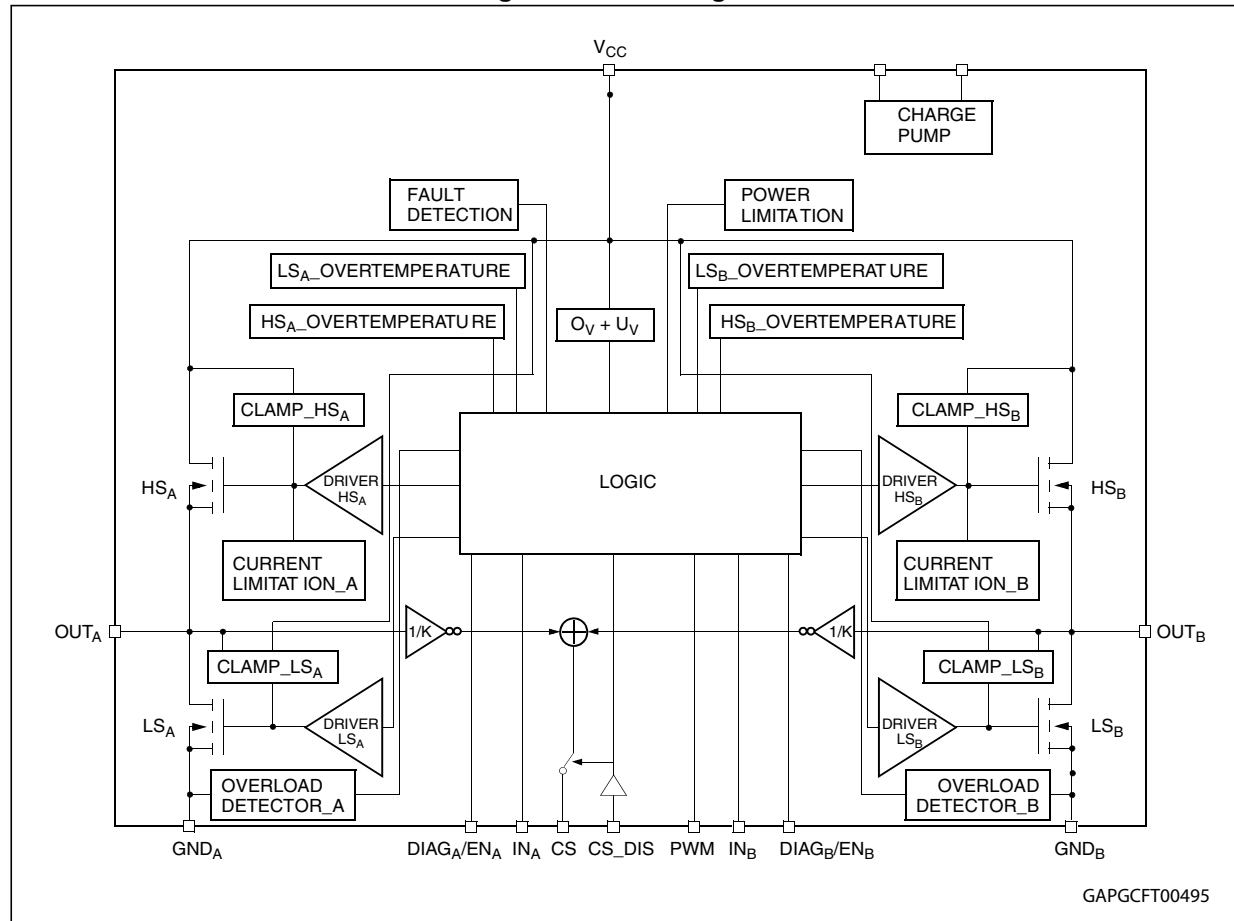 VCC
CHARGE
PUMP
FAULT
DETECTION
POWER
LIMITATION
LSA_OVERTEMPERATURE
LSB_OVERTEMPERATURE
HSA_OVERTEMPERATURE
OV + UV
HSB_OVERTEMPERATURE
CLAMP_HSA
CLAMP_HSB
HSA
DRIVER
HSA
LOGIC
DRIVER
HSB
HSB
CURRENT
LIMITATION_A
CURRENT
LIMITATION_B
OUTA
1/K
1/K
OUTB
CLAMP_LSA
CLAMP_LSB
LSA
DRIVER
LSA
DRIVER
LSB
LSB
OVERLOAD
DETECTOR_A
OVERLOAD
DETECTOR_B
GNDA
DIAGA/ENA
INA
CS
CS_DIS
PWM
INB
DIAGB/ENB
GNDB
GAPGCFT00495